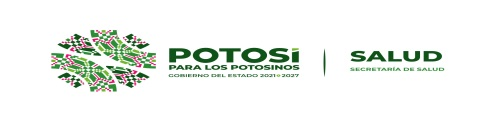 POTOSÍ
PARA LOS POTOSINOS
GOBIERNO DEL ESTADO 2021•2027
SALUD
SECRETARÍA DE SALUD